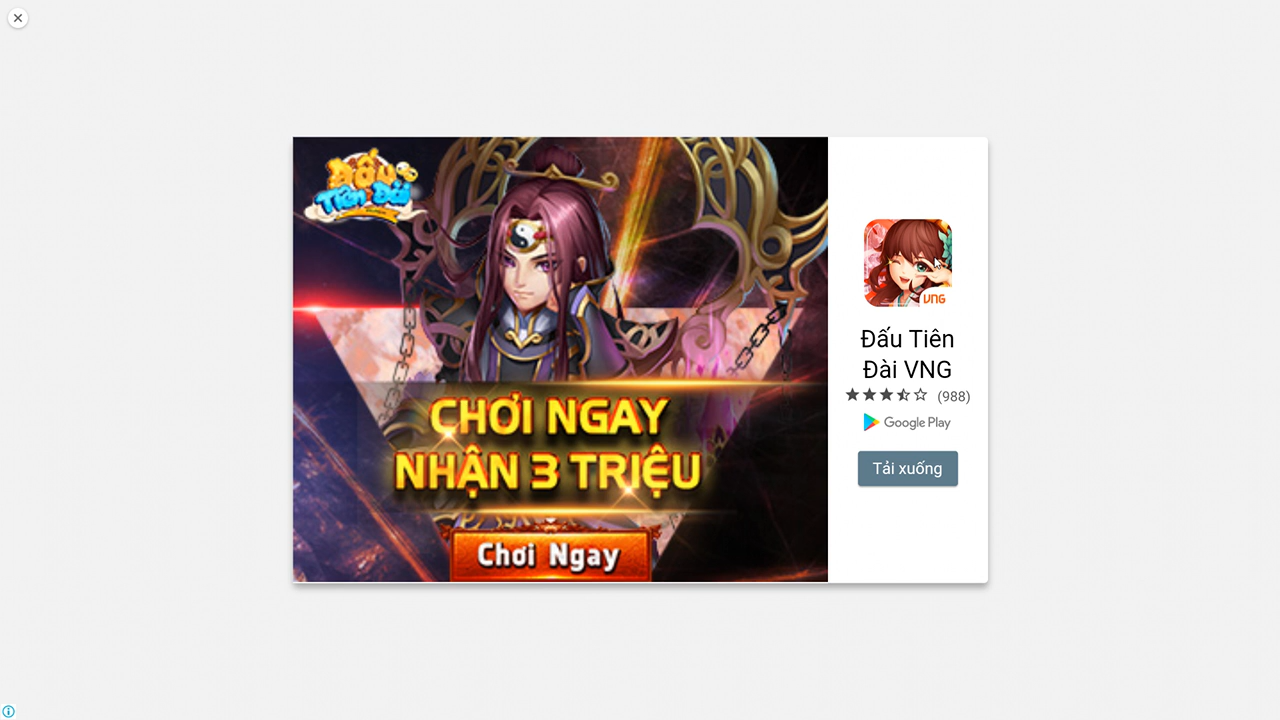 Đấu
Tiên Đài
CHƠI NGAY
NHẬN 3 TRIỆU
Chơi Ngay
VNG
Đấu Tiên
Đài VNG
(988)
Google Play
Tải xuống